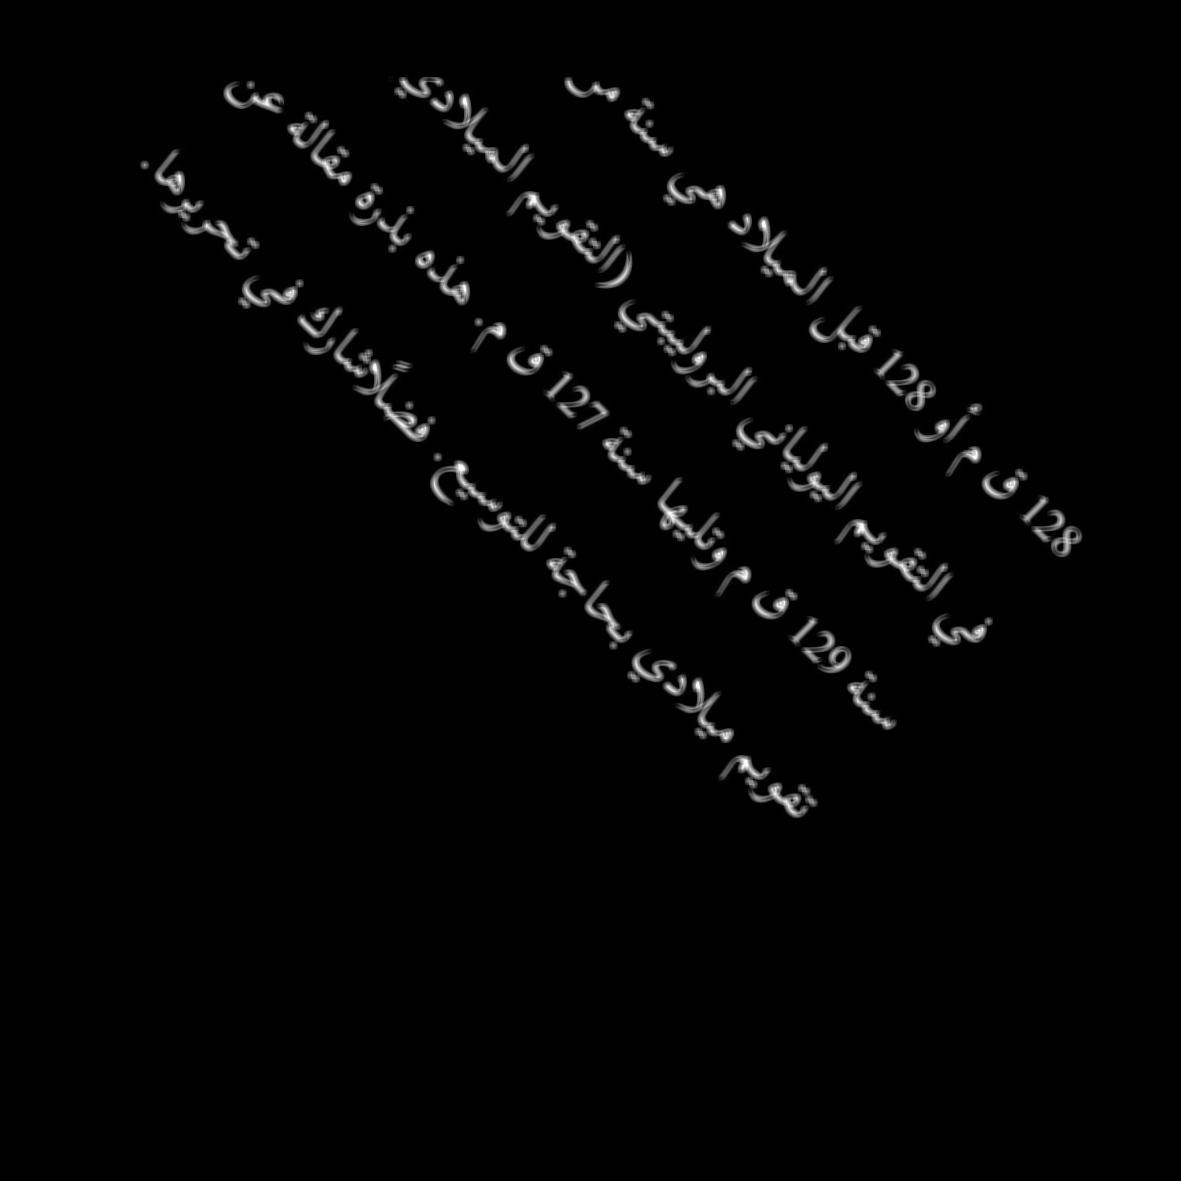 128 ق م أو 128 قبل الميلاد هي سنة من
في التقويم اليولياني البروليبتي (التقويم الميلادي
سنة 129 ق م وتليها سنة 127 ق م. هذه بذرة مقالة عن
تقويم ميلادي بحاجة للتوسيع. فضلًا شارك في تحريرها.